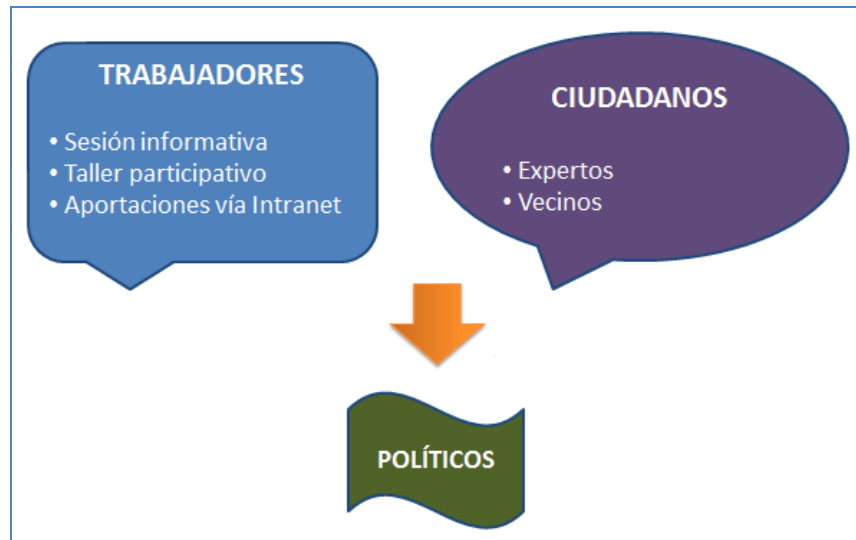 TRABAJADORES
• Sesión informativa
• Taller participativo
• Aportaciones vía Intranet
CIUDADANOS
• Expertos
• Vecinos
POLÍTICOS